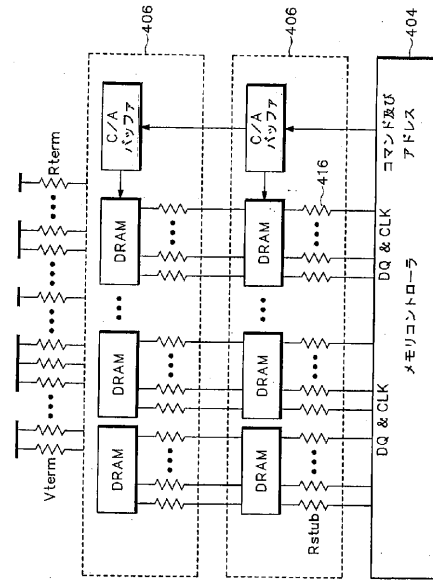 406
406
404
Rterm
Vterm
C/A
バッファ
C/A
バッファ
DRAM
DRAM
DRAM
DRAM
DRAM
DRAM
416
Rstub
DQ & CLK
DQ & CLK
コマンド及び
アドレス
メモリコントローラ